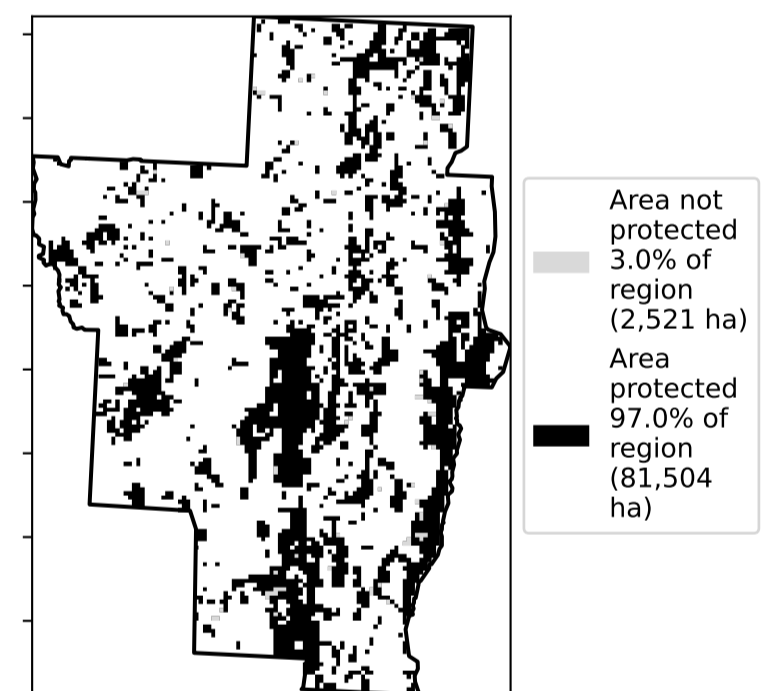 Area not
protected
3.0% of
region
(2,521 ha)
Area
protected
97.0% of
region
(81,504
ha)